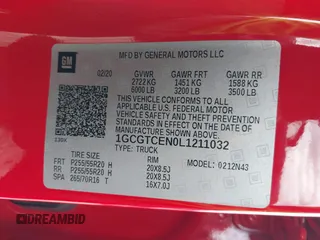 GM
MFD BY GENERAL MOTORS LLC
02/20 GVWR GAWR FRT GAWR RR
2722 KG 1451 KG 1588 KG
6000 LB 3200 LB 3500 LB
THIS VEHICLE CONFORMS TO ALL
APPLICABLE U.S. FEDERAL MOTOR
VEHICLE SAFETY, BUMPER, AND THEFT
PREVENTION STANDARDS IN EFFECT
ON THE DATE OF MANUFACTURE
SHOWN ABOVE.
1GCGTCEN0L1211032
TYPE: TRUCK
MODEL: 0212N43
TIRE SIZE RIM
FRT P255/55R20 H 20X8.5J
RR P255/55R20 H 20X8.5J
SPA 265/70R16 T 16X7.0J
DREAMBID